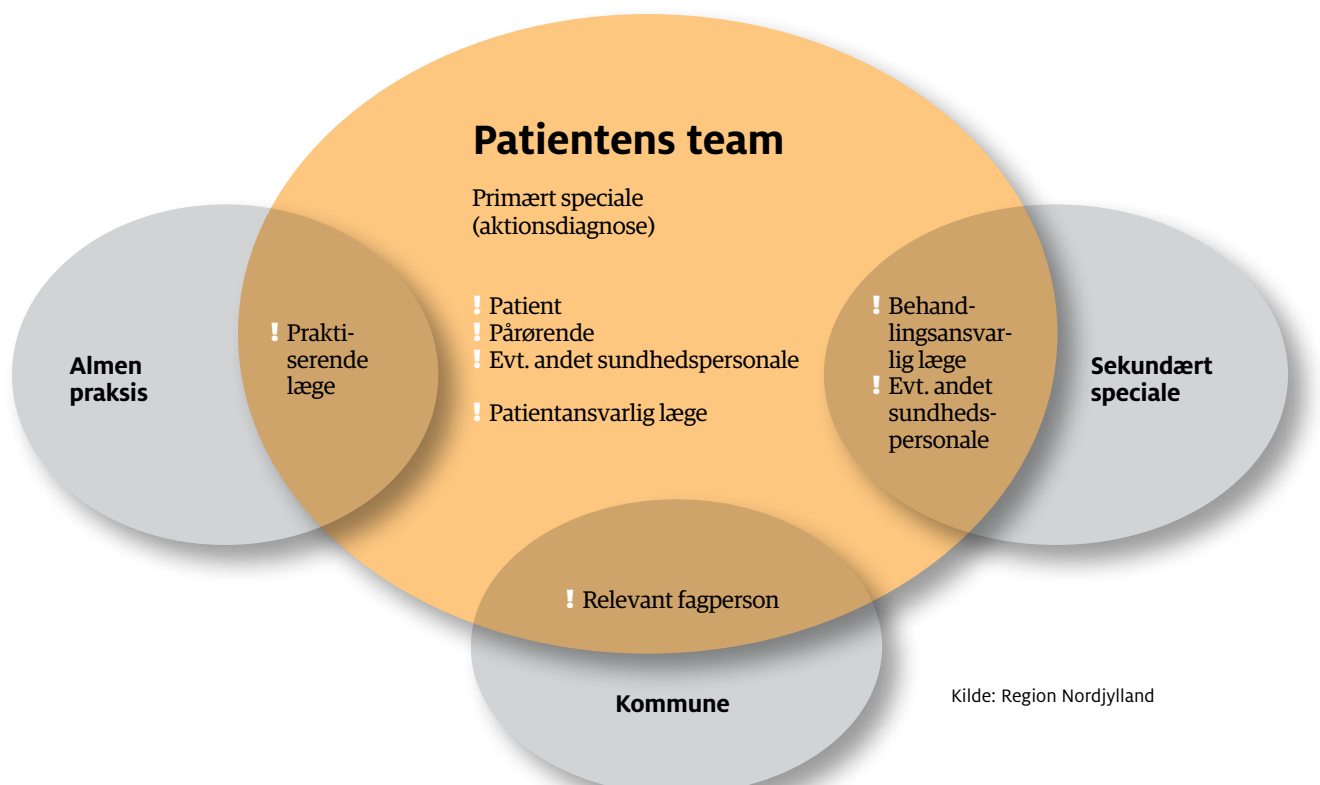 Patientens team
Primært speciale
(aktionsdiagnose)
! Patient
! Pårørende
! Evt. andet sundhedspersonale
! Patientansvarlig læge
Almen
praksis
! Prakti-
serende
læge
! Behand-
lingsansvar-
lig læge
! Evt. andet
sundheds-
personale
Sekundært
speciale
! Relevant fagperson
Kommune
Kilde: Region Nordjylland